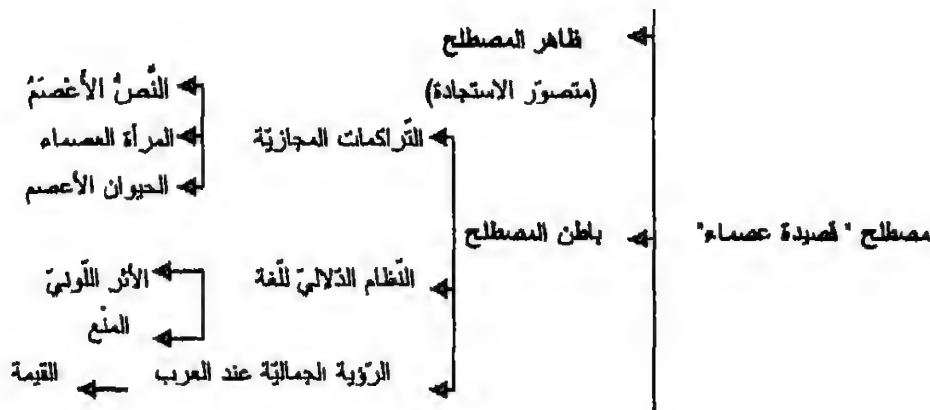 ظاهر المصطلح
(متصوّر الاستجادة)
النّصّ الأعْصَمُ
التّراكمات المجازيّة
المرأة العصماء
الحيوان الأعصم
مصطلح " قصيدة عصماء"
باطن المصطلح
النّظام الدّلاليّ للّغة
الأثر اللّونيّ
المنْع
الرّؤية الجماليّة عند العرب
القيمة